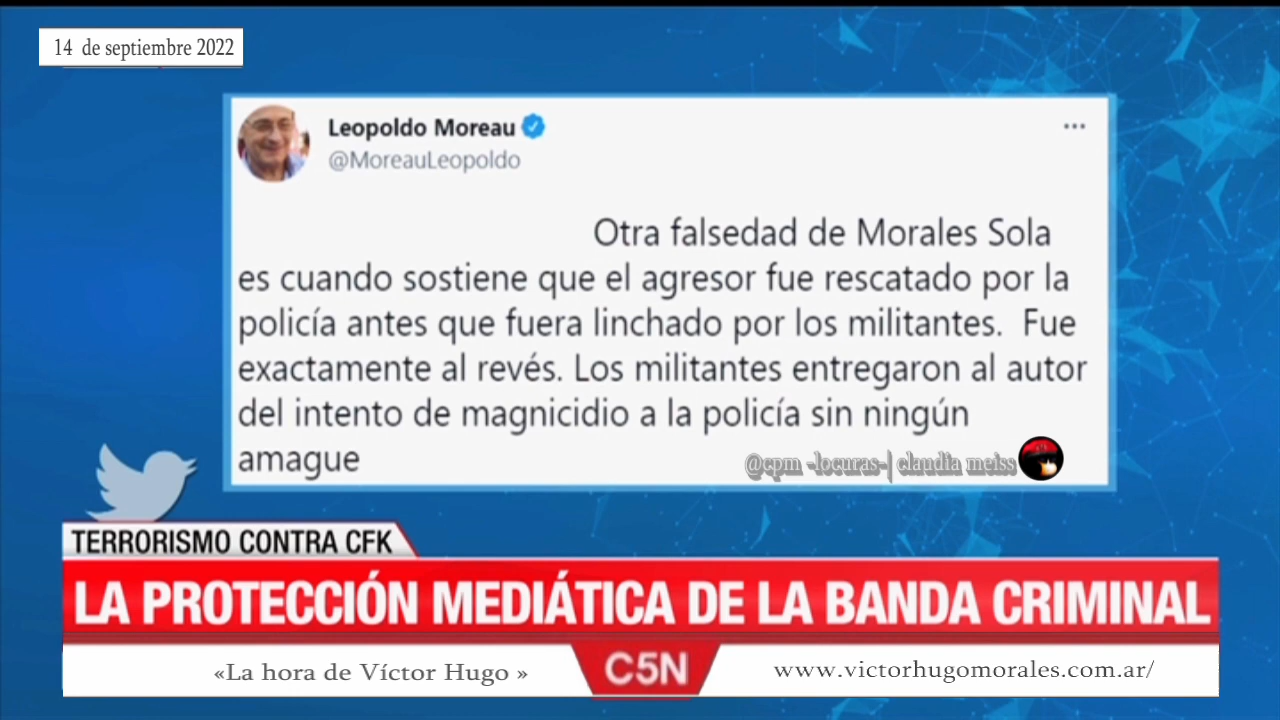 14 de septiembre 2022
Leopoldo Moreau
@MoreauLeopoldo
Otra falsedad de Morales Sola
es cuando sostiene que el agresor fue rescatado por la
policía antes que fuera linchado por los militantes. Fue
exactamente al revés. Los militantes entregaron al autor
del intento de magnicidio a la policía sin ningún
amague
@cpm -locuras-| claudia meiss
TERRORISMO CONTRA CFK
LA PROTECCIÓN MEDIÁTICA DE LA BANDA CRIMINAL
«La hora de Víctor Hugo »
C5N
www.victorhugomorales.com.ar/